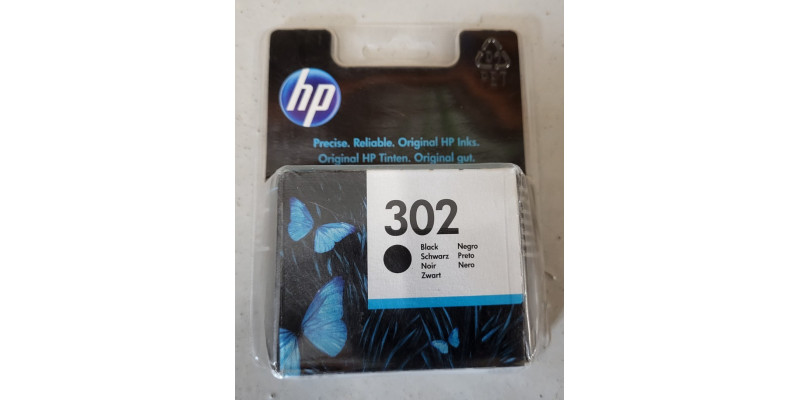 hp
Precise. Reliable. Original HP Inks.
Original HP Tinten. Original gut.
302
Black Negro
Schwarz Preto
Noir Nero
Zwart